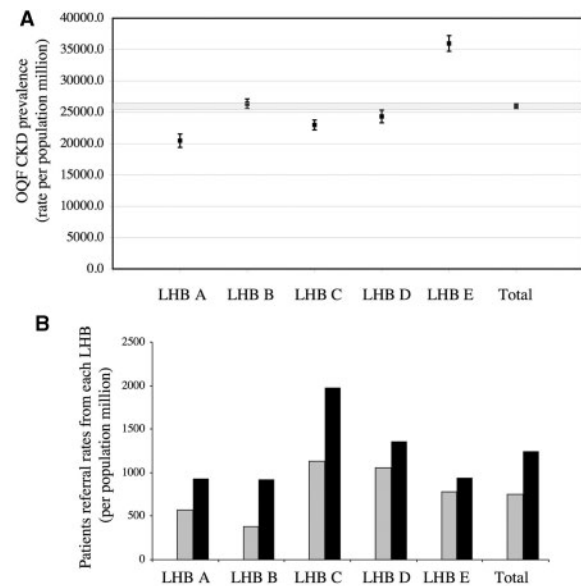 A
OQF CKD prevalence
(rate per population million)
40000.0
35000.0
30000.0
25000.0
20000.0
15000.0
10000.0
5000.0
0.0
LHB A LHB B LHB C LHB D LHB E Total
B
Patients referral rates from each LHB
(per population million)
2500
2000
1500
1000
500
0
LHB A LHB B LHB C LHB D LHB E Total